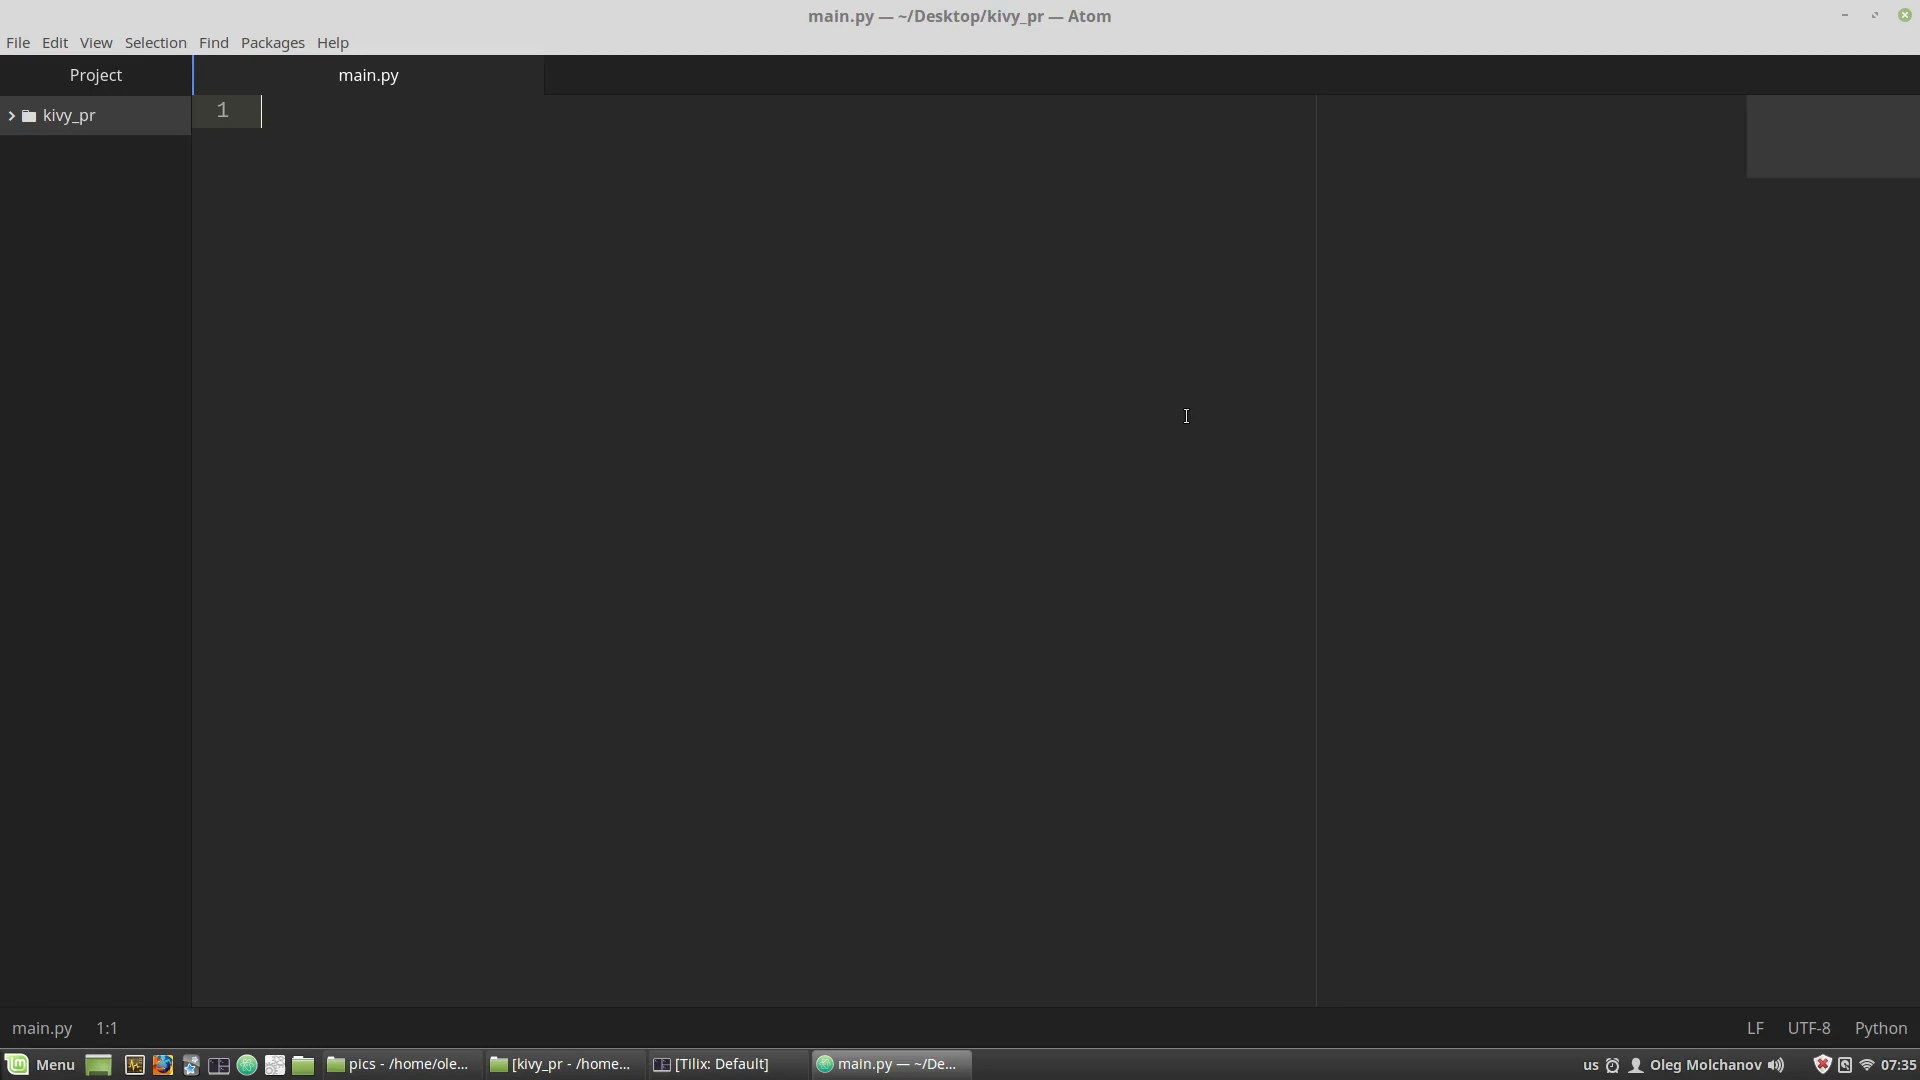 main.py — ~/Desktop/kivy_pr — Atom
File Edit View Selection Find Packages Help
Project main.py
kivy_pr 1
main.py 1:1 LF UTF-8 Python
Menu pics - /home/ole... [kivy_pr - /home... [Tilix: Default] main.py — ~/De... us Oleg Molchanov 07:35